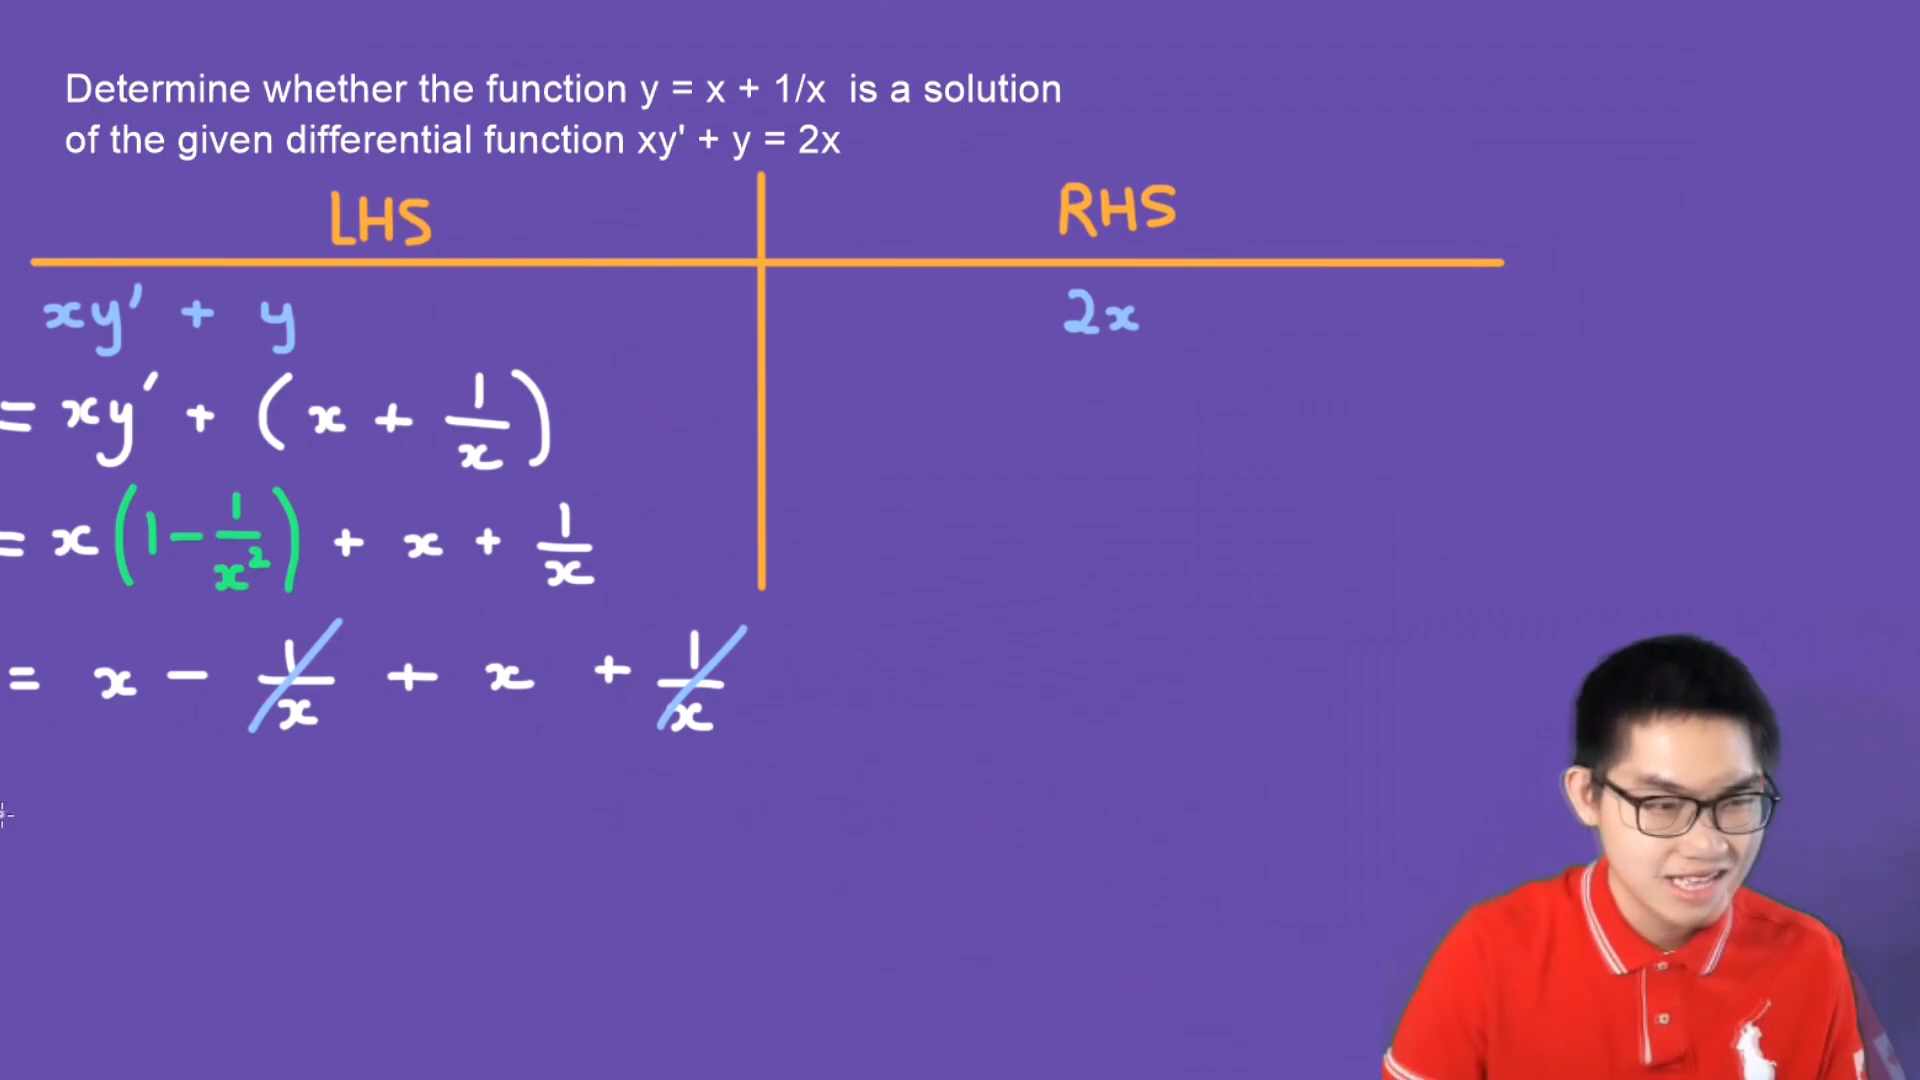 Determine whether the function y = x + 1/x is a solution
of the given differential function xy' + y = 2x
LHS RHS
xy' + y 2x
= xy' + (x + 1/x)
= x(1 - 1/x²) + x + 1/x
= x - 1/x + x + 1/x